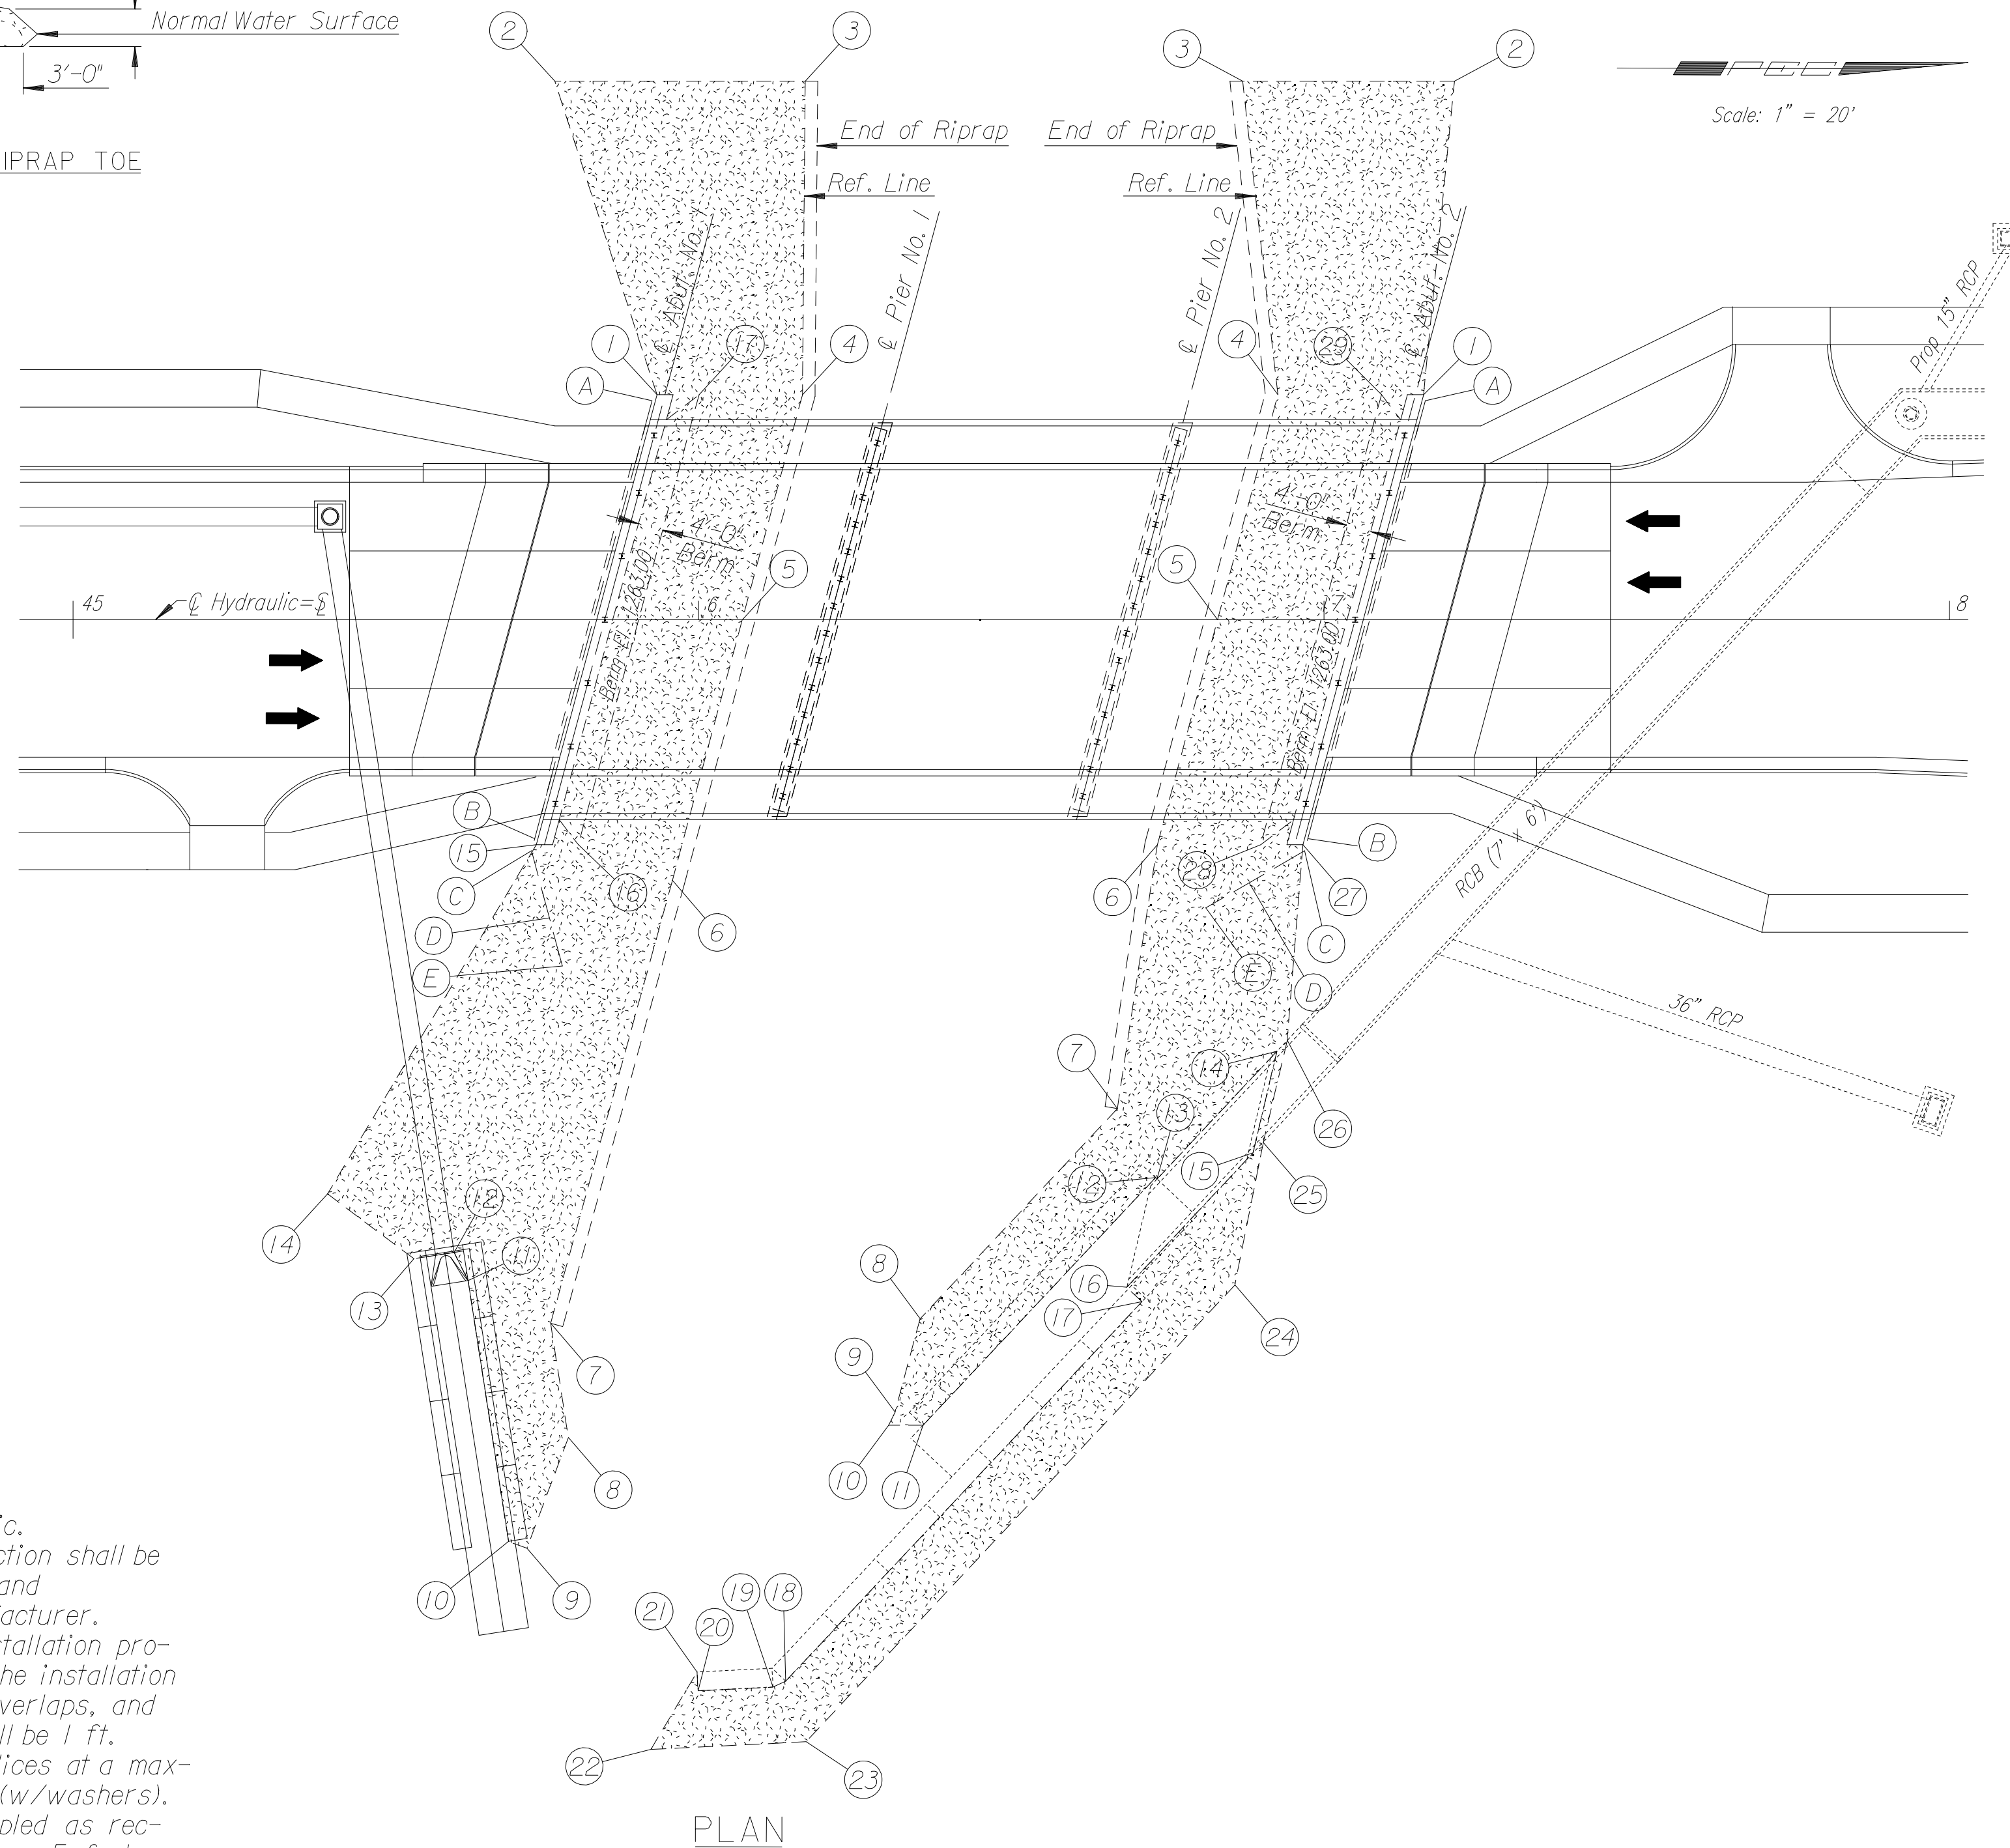 Normal Water Surface
3'-0"
IPRAP TOE
2
3
3
2
Scale: 1" = 20'
End of Riprap
End of Riprap
Ref. Line
Ref. Line
℄ Abut. No. 1
℄ Pier No. 1
℄ Pier No. 2
℄ Abut. No. 2
Prop 15" RCP
1
17
4
4
29
1
A
A
4'-0"
Berm
4'-0"
Berm
5
5
45
℄ Hydraulic=
6
8
Berm El. 1263.00
Berm El. 1263.00
B
15
C
16
D
E
6
6
28
B
27
C
E
D
RCB (7' x 6')
36" RCP
7
14
13
12
15
26
25
14
12
11
13
8
16
17
24
7
9
8
10
11
10
9
21
20
19
18
22
23
ic.
ction shall be
and
facturer.
stallation pro-
he installation
verlaps, and
ll be 1 ft.
lices at a max-
(w/washers).
pled as rec-
PLAN